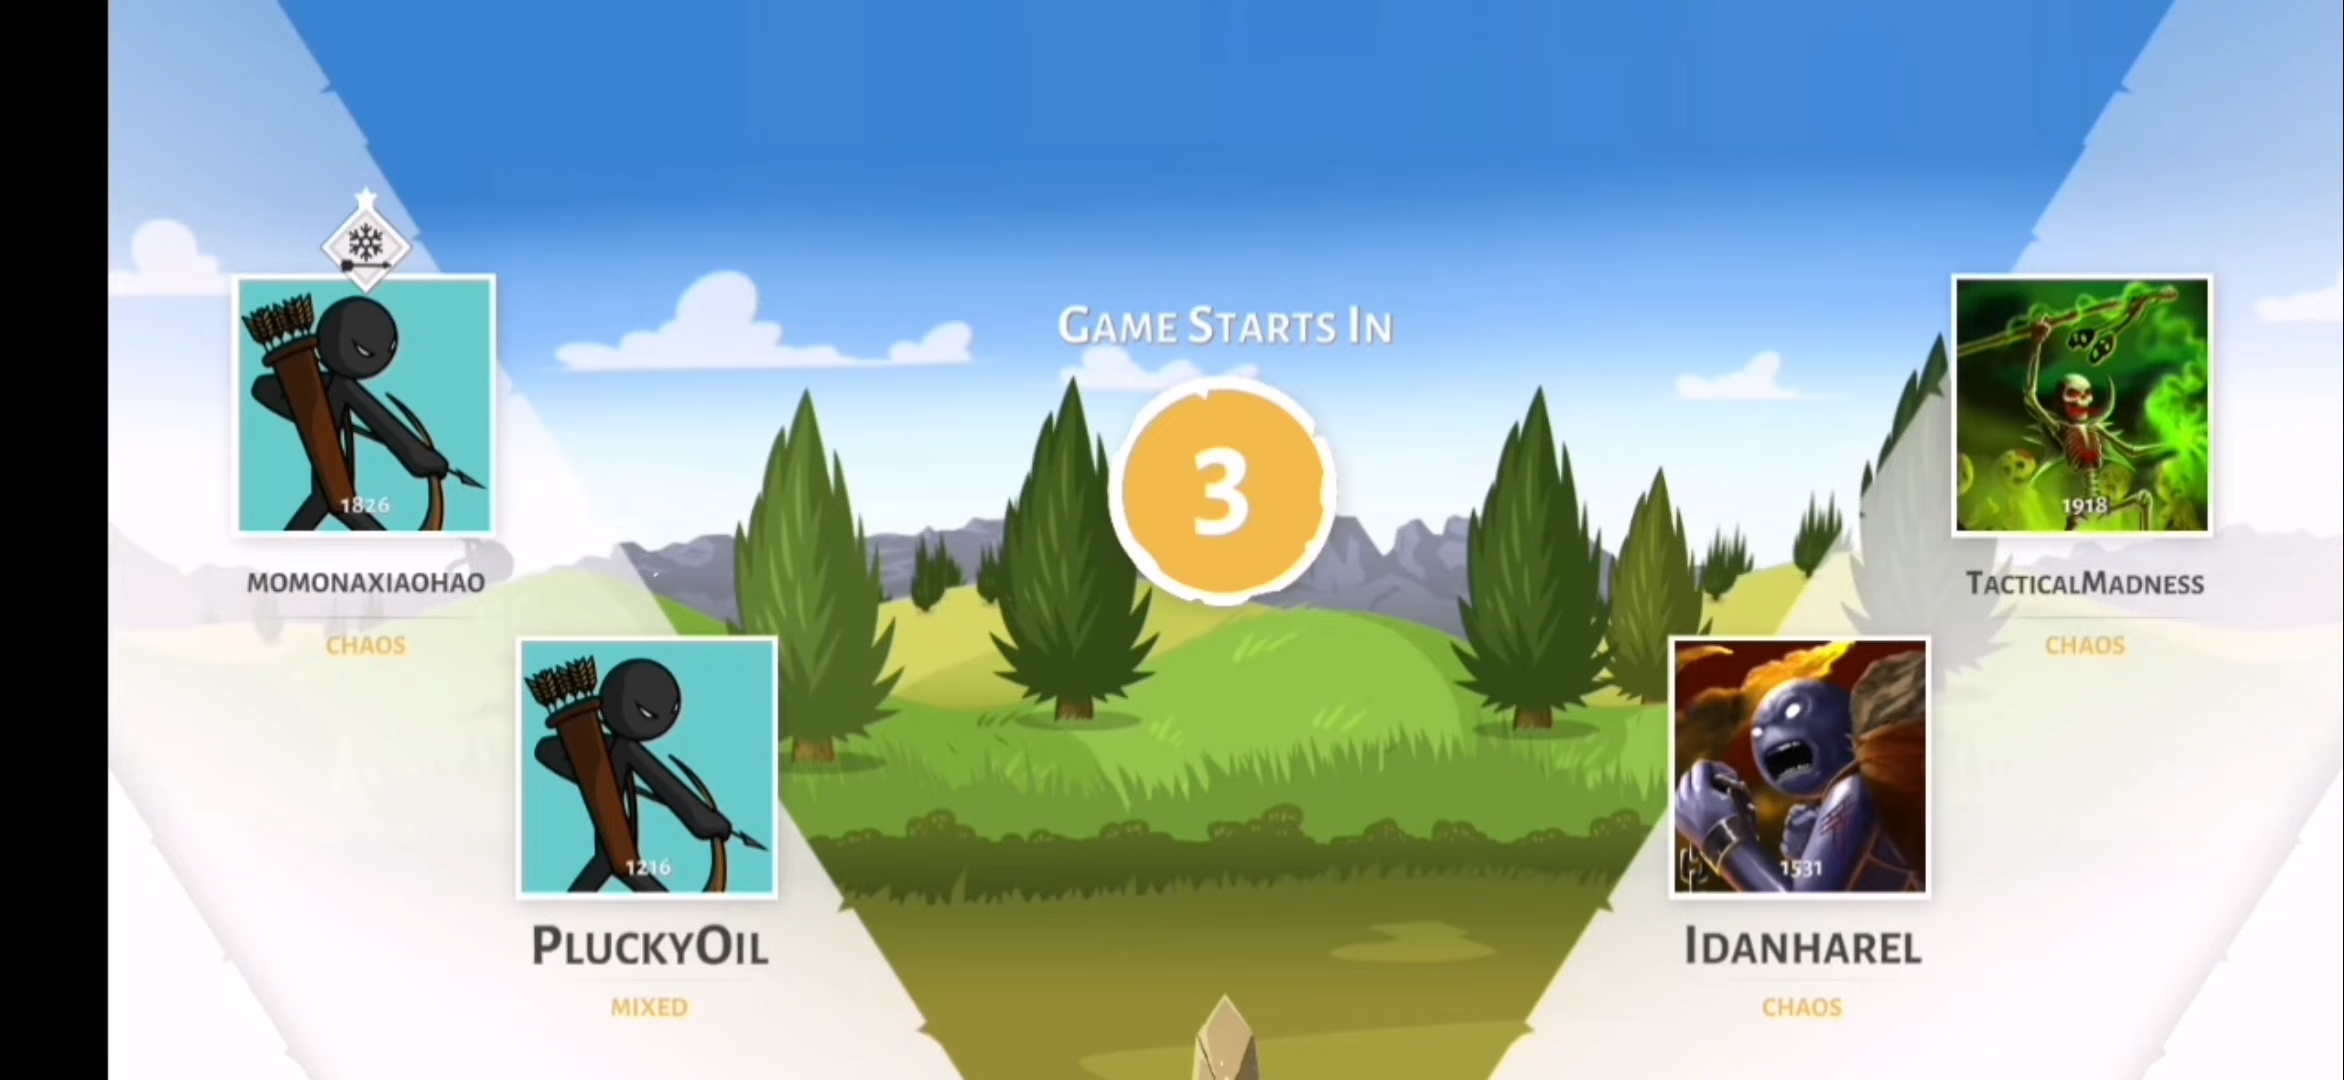 Game Starts In
3
1826
momonaxiaohao
CHAOS
1216
PluckyOil
MIXED
1918
TacticalMadness
CHAOS
1531
Idanharel
CHAOS